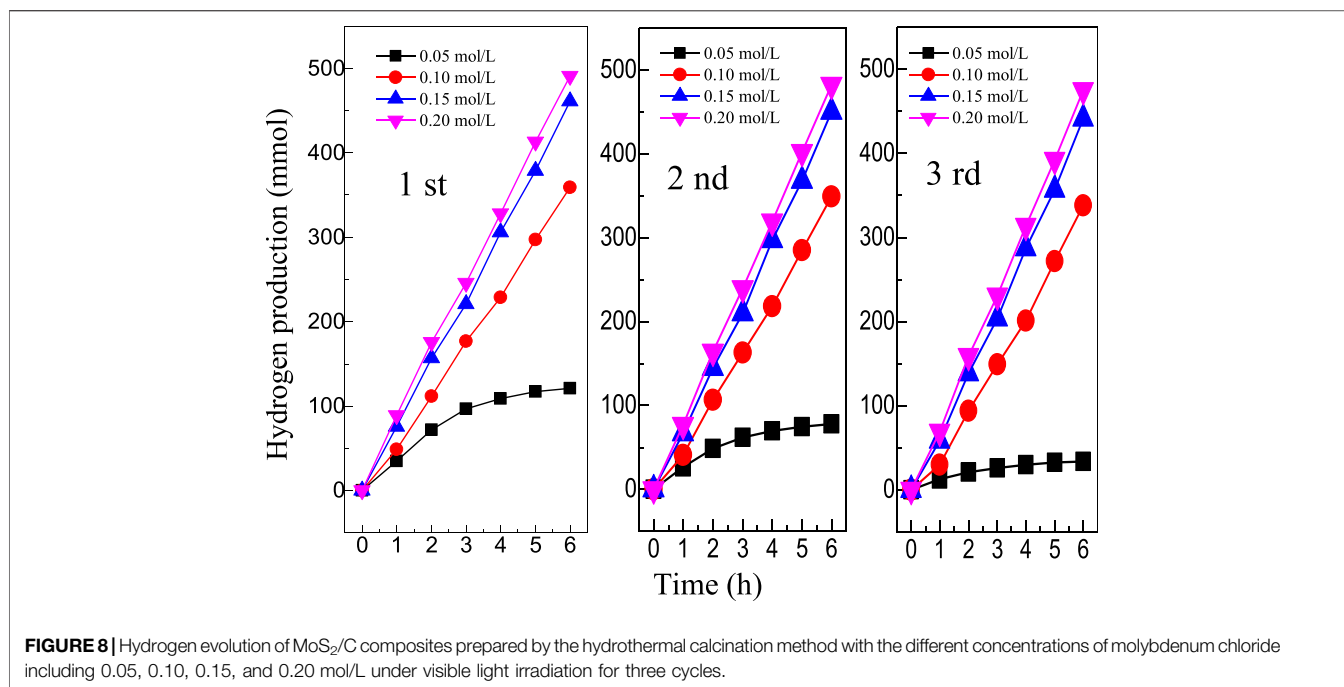 Hydrogen production (mmol)
500
400
300
200
100
0
0.05 mol/L
0.10 mol/L
0.15 mol/L
0.20 mol/L
1 st
0 1 2 3 4 5 6
500
400
300
200
100
0
0.05 mol/L
0.10 mol/L
0.15 mol/L
0.20 mol/L
2 nd
0 1 2 3 4 5 6
500
400
300
200
100
0
0.05 mol/L
0.10 mol/L
0.15 mol/L
0.20 mol/L
3 rd
0 1 2 3 4 5 6
Time (h)
FIGURE 8 | Hydrogen evolution of MoS₂/C composites prepared by the hydrothermal calcination method with the different concentrations of molybdenum chloride
including 0.05, 0.10, 0.15, and 0.20 mol/L under visible light irradiation for three cycles.